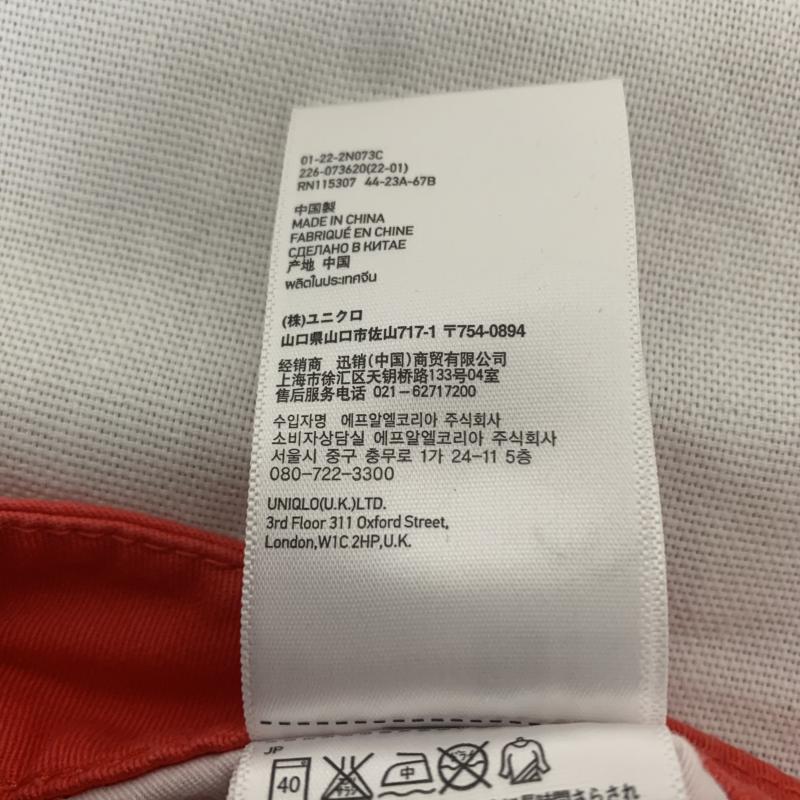 01-22-2N073C
226-073620(22-01)
RN115307 44-23A-67B
中国製
MADE IN CHINA
FABRIQUÉ EN CHINE
СДЕЛАНО В КИТАЕ
产地 中国
ผลิตในประเทศจีน
(株)ユニクロ
山口県山口市佐山717-1 〒754-0894
经销商 迅销(中国)商贸有限公司
上海市徐汇区天钥桥路133号04室
售后服务电话 021-62717200
수입자명 에프알엘코리아 주식회사
소비자상담실 에프알엘코리아 주식회사
서울시 중구 충무로 1가 24-11 5층
080-722-3300
UNIQLO(U.K.)LTD.
3rd Floor 311 Oxford Street,
London,W1C 2HP,U.K.
JP
40 中